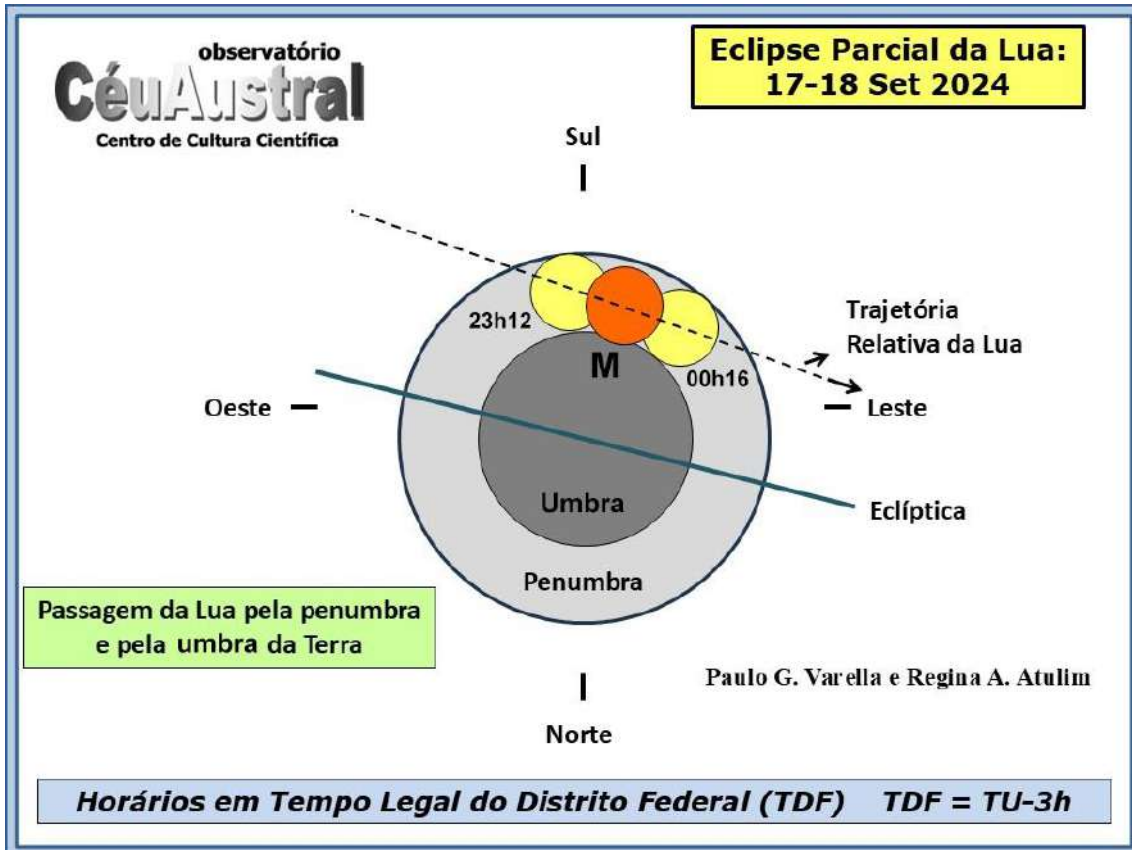 observatório
CéuAustral
Centro de Cultura Científica
Eclipse Parcial da Lua:
17-18 Set 2024
Sul
23h12
M
00h16
Trajetória
Relativa da Lua
Oeste
Leste
Umbra
Eclíptica
Penumbra
Passagem da Lua pela penumbra
e pela umbra da Terra
Paulo G. Varella e Regina A. Atulim
Norte
Horários em Tempo Legal do Distrito Federal (TDF) TDF = TU-3h